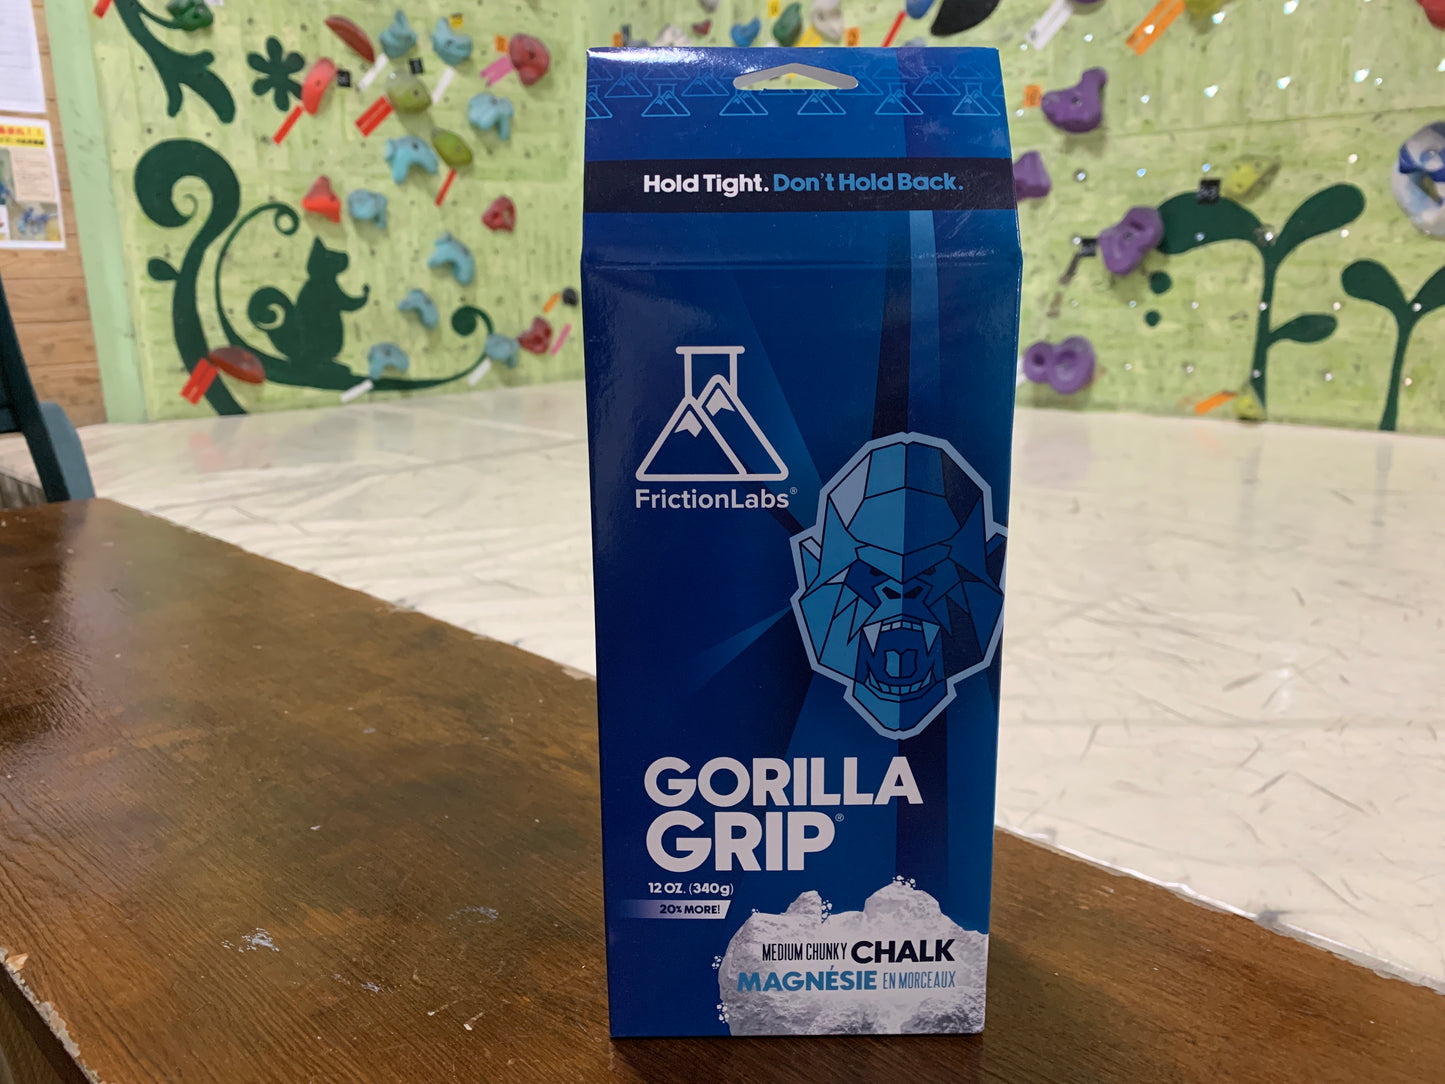 Hold Tight. Don't Hold Back.
FrictionLabs®
GORILLA
GRIP®
12 OZ. (340g)
20% MORE!
MEDIUM CHUNKY CHALK
MAGNÉSIE EN MORCEAUX